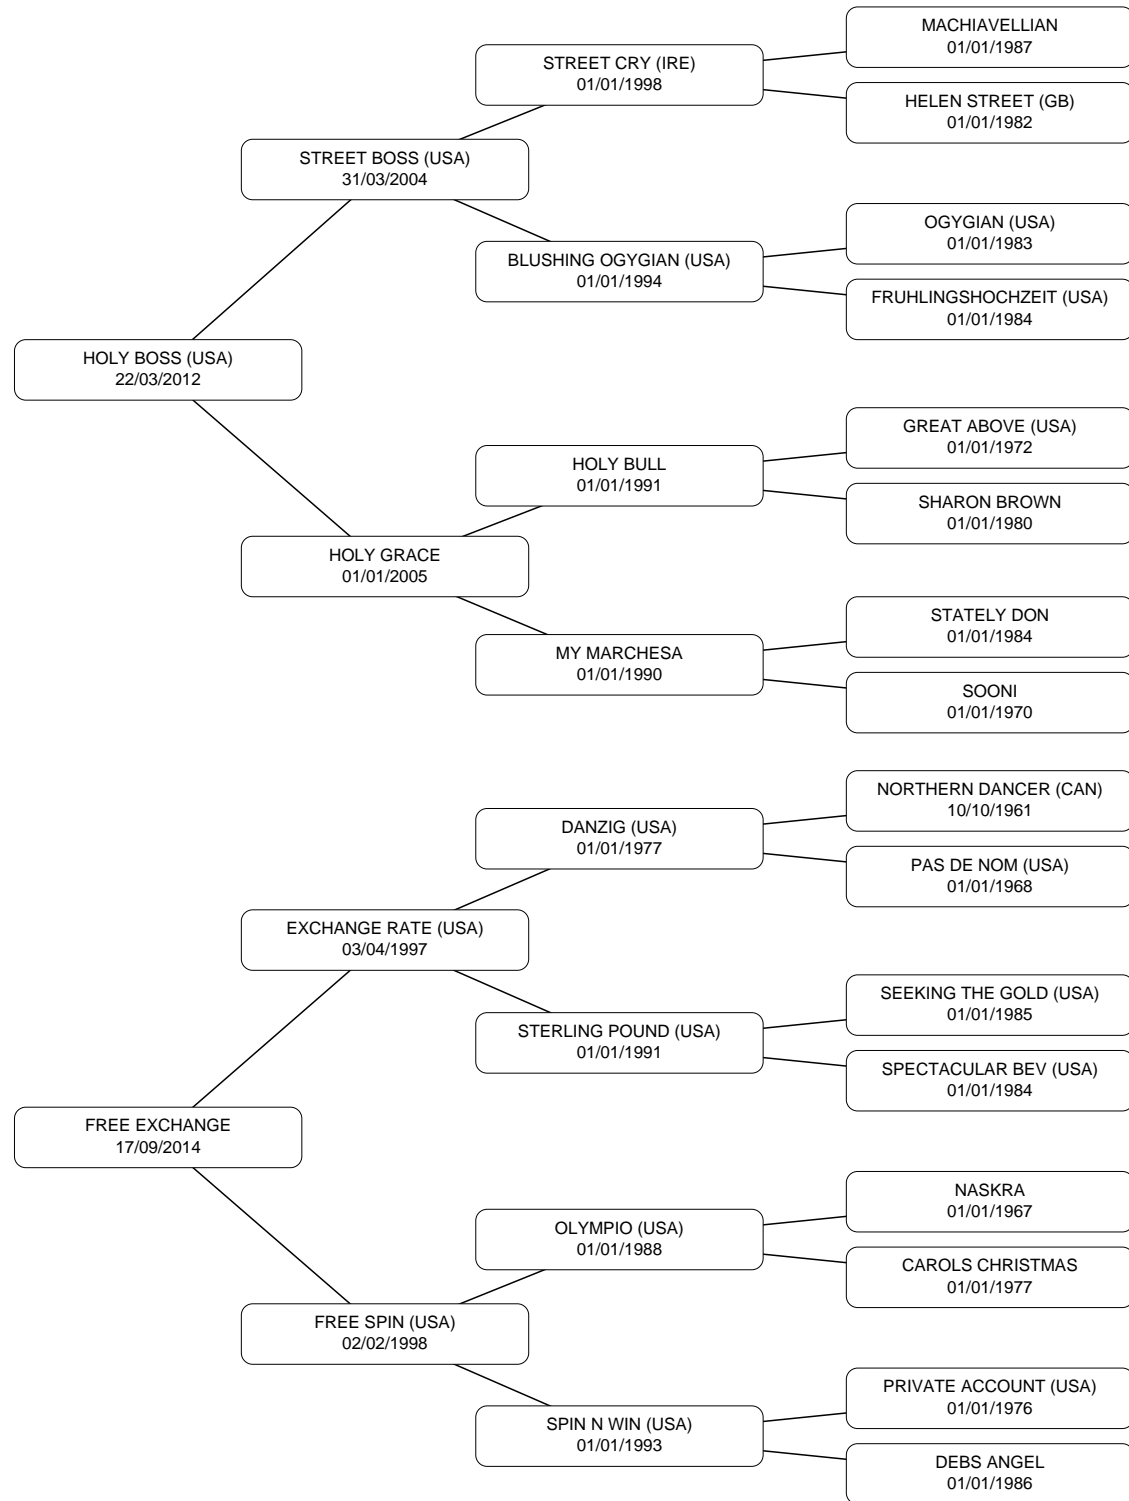 MACHIAVELLIAN
01/01/1987
STREET CRY (IRE)
01/01/1998
HELEN STREET (GB)
01/01/1982
STREET BOSS (USA)
31/03/2004
OGYGIAN (USA)
01/01/1983
BLUSHING OGYGIAN (USA)
01/01/1994
FRUHLINGSHOCHZEIT (USA)
01/01/1984
HOLY BOSS (USA)
22/03/2012
GREAT ABOVE (USA)
01/01/1972
HOLY BULL
01/01/1991
SHARON BROWN
01/01/1980
HOLY GRACE
01/01/2005
STATELY DON
01/01/1984
MY MARCHESA
01/01/1990
SOONI
01/01/1970
NORTHERN DANCER (CAN)
10/10/1961
DANZIG (USA)
01/01/1977
PAS DE NOM (USA)
01/01/1968
EXCHANGE RATE (USA)
03/04/1997
SEEKING THE GOLD (USA)
01/01/1985
STERLING POUND (USA)
01/01/1991
SPECTACULAR BEV (USA)
01/01/1984
FREE EXCHANGE
17/09/2014
NASKRA
01/01/1967
OLYMPIO (USA)
01/01/1988
CAROLS CHRISTMAS
01/01/1977
FREE SPIN (USA)
02/02/1998
PRIVATE ACCOUNT (USA)
01/01/1976
SPIN N WIN (USA)
01/01/1993
DEBS ANGEL
01/01/1986